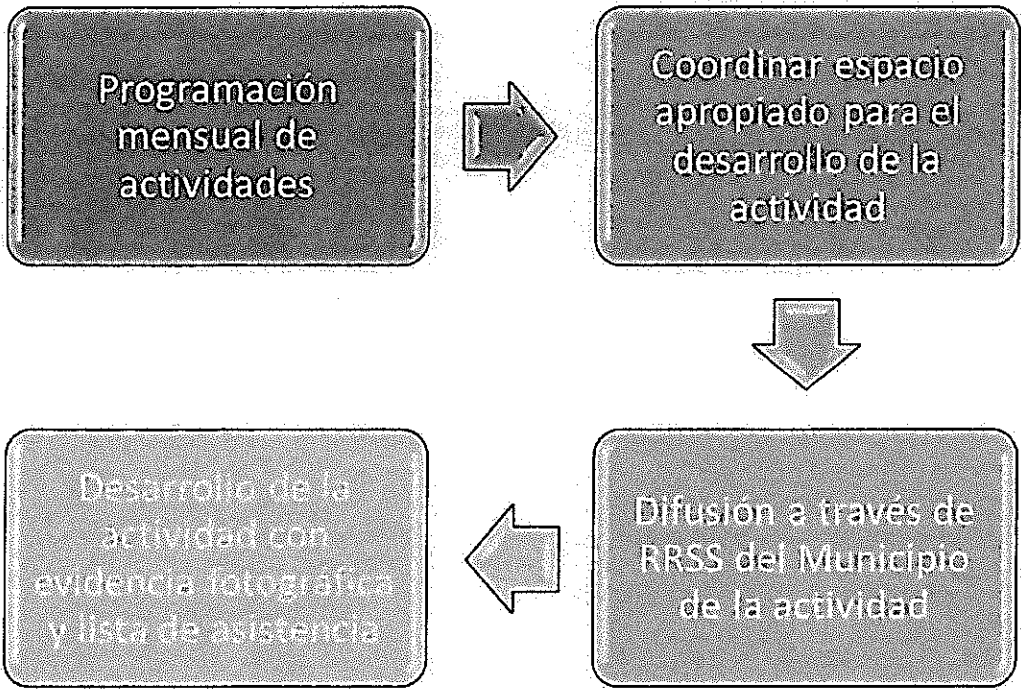 Programación
mensual de
actividades
Coordinar espacio
apropiado para el
desarrollo de la
actividad
Difusión a través de
RRSS del Municipio
de la actividad
Desarrollo de la
actividad con
evidencia fotográfica
y lista de asistencia